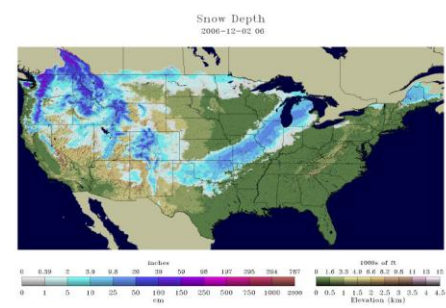 Snow Depth
2006-12-02 06
inches
0 0.39 2 3.9 9.8 20 39 59 98 197 295 394 787
0 1 5 10 25 50 100 150 250 500 750 1000 2000
cm
1000s of ft
0 1.6 3.3 4.9 6.6 8.2 9.8 11 13 15
0 0.5 1 1.5 2 2.5 3 3.5 4 4.5
Elevation (km)